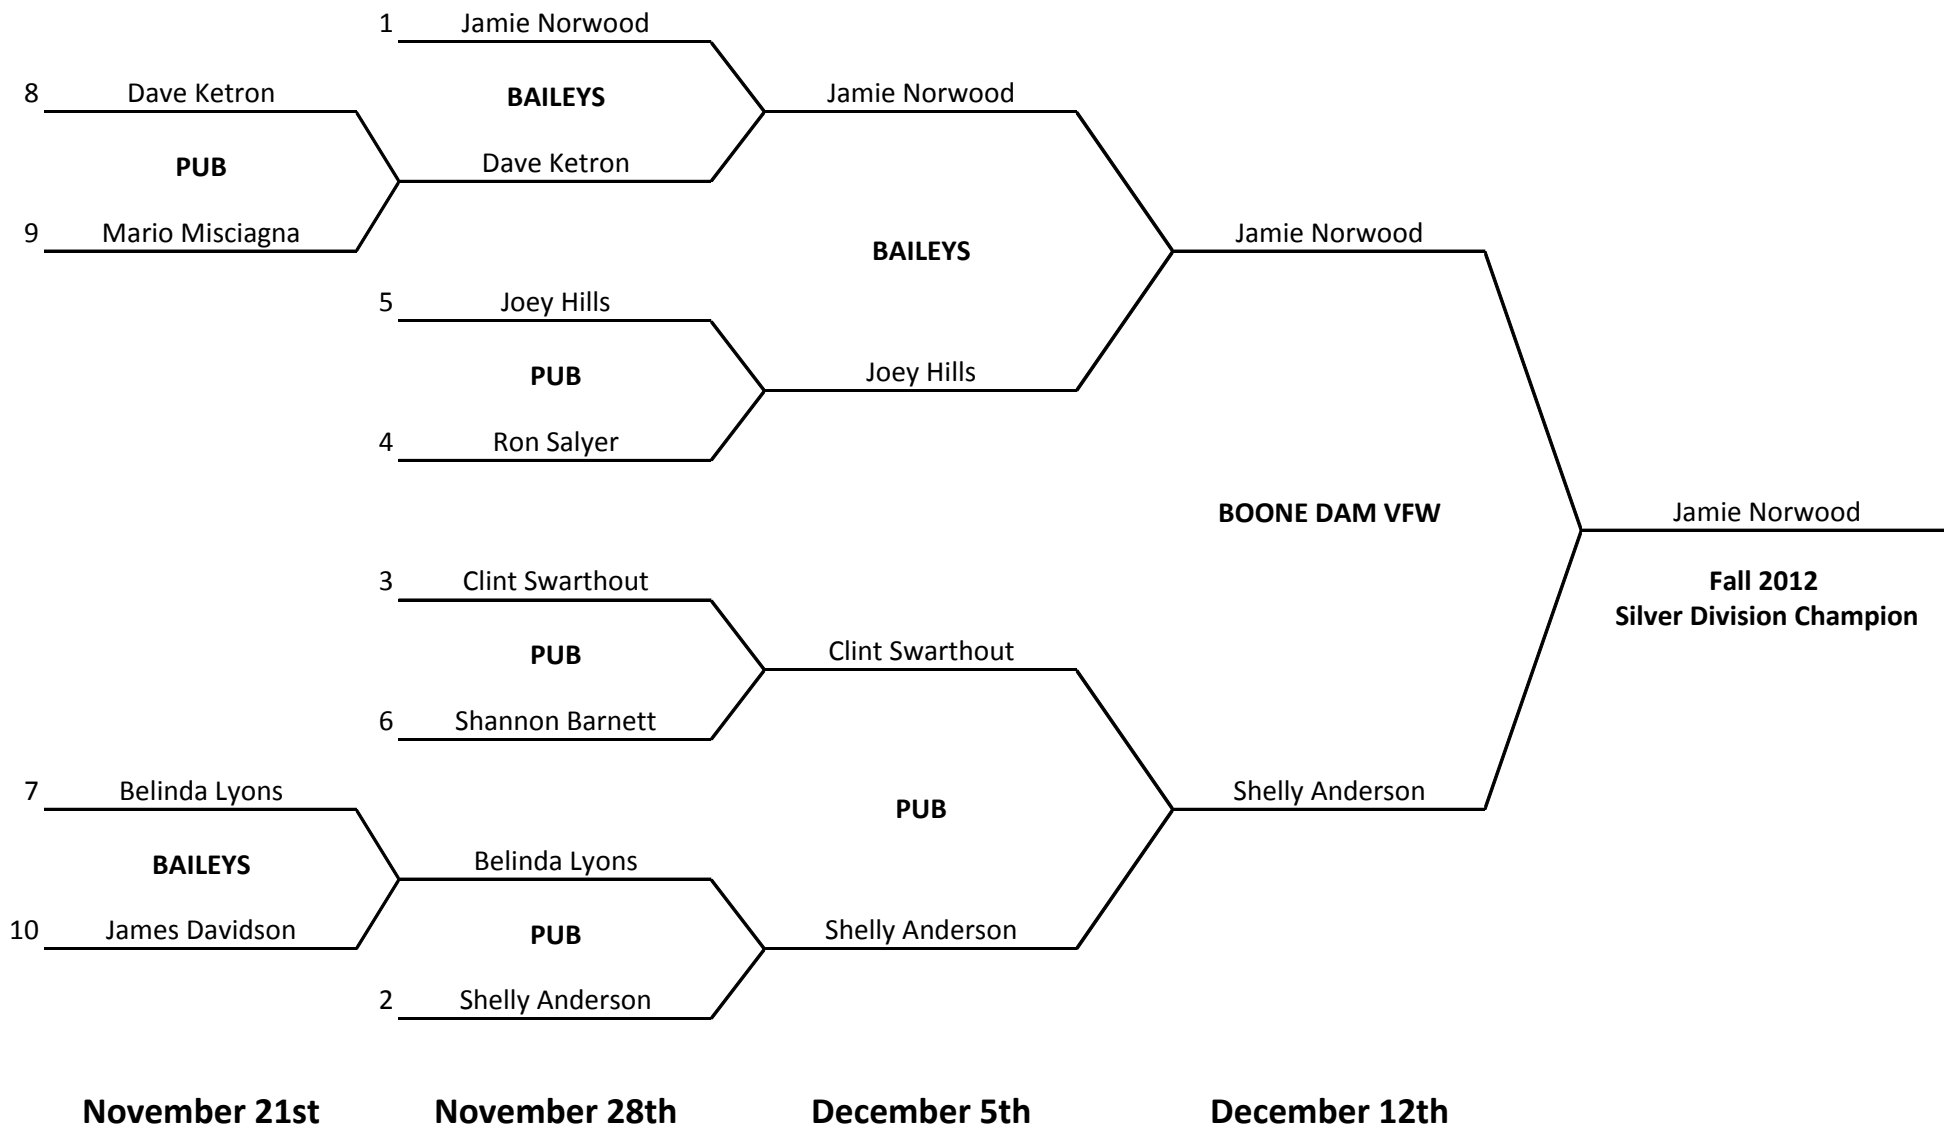 1 Jamie Norwood
8 Dave Ketron
BAILEYS
Jamie Norwood
PUB
Dave Ketron
9 Mario Misciagna
BAILEYS
Jamie Norwood
5 Joey Hills
PUB
Joey Hills
4 Ron Salyer
BOONE DAM VFW
Jamie Norwood
Fall 2012
Silver Division Champion
3 Clint Swarthout
PUB
Clint Swarthout
6 Shannon Barnett
7 Belinda Lyons
PUB
Shelly Anderson
BAILEYS
Belinda Lyons
10 James Davidson
PUB
Shelly Anderson
2 Shelly Anderson
November 21st
November 28th
December 5th
December 12th